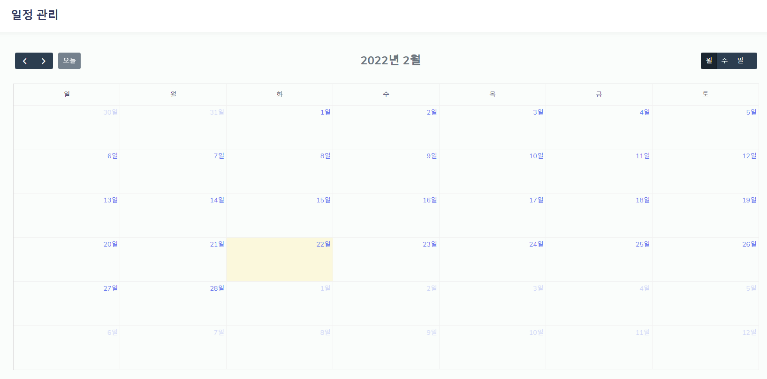 일정 관리
오늘
2022년 2월
월 주 일
일 월 화 수 목 금 토
30일 31일 1일 2일 3일 4일 5일
6일 7일 8일 9일 10일 11일 12일
13일 14일 15일 16일 17일 18일 19일
20일 21일 22일 23일 24일 25일 26일
27일 28일 1일 2일 3일 4일 5일
6일 7일 8일 9일 10일 11일 12일